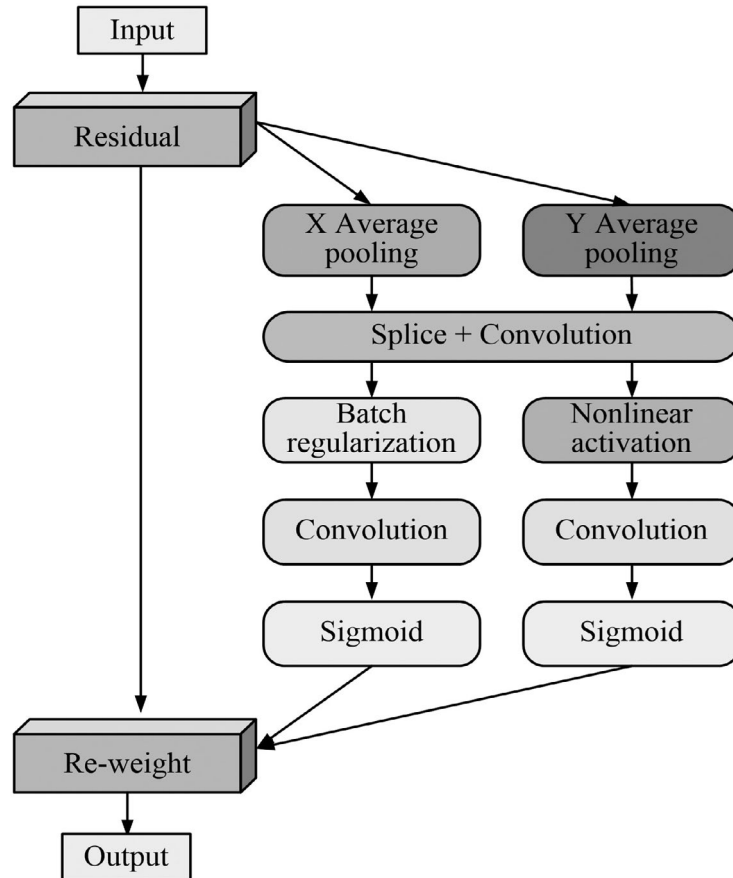 Input
Residual
X Average
pooling
Y Average
pooling
Splice + Convolution
Batch
regularization
Nonlinear
activation
Convolution
Convolution
Sigmoid
Sigmoid
Re-weight
Output